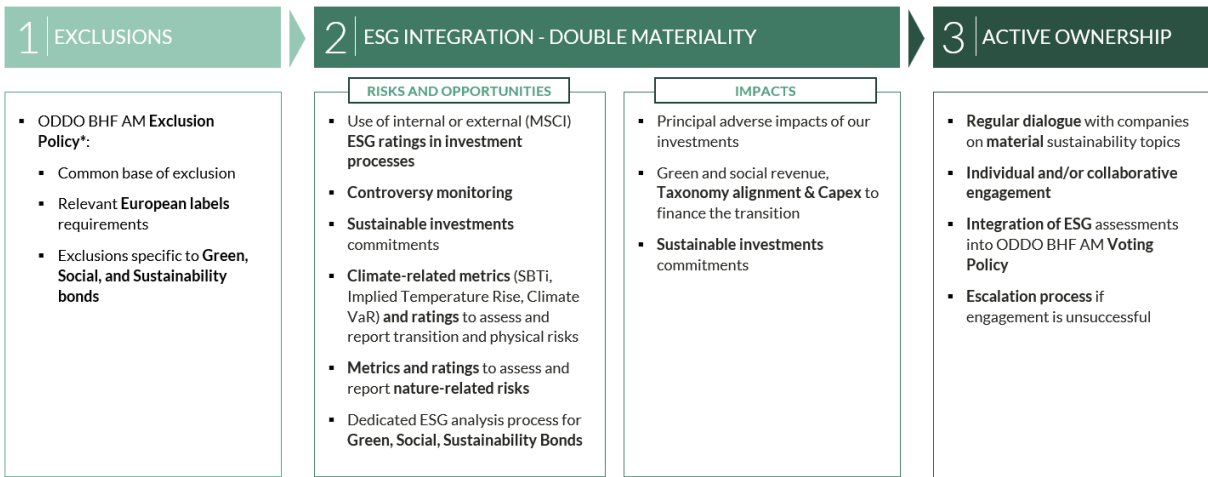 1 EXCLUSIONS
2 ESG INTEGRATION - DOUBLE MATERIALITY
3 ACTIVE OWNERSHIP
▪ ODDO BHF AM Exclusion
Policy*:
▪ Common base of exclusion
▪ Relevant European labels
requirements
▪ Exclusions specific to Green,
Social, and Sustainability
bonds
RISKS AND OPPORTUNITIES
▪ Use of internal or external (MSCI)
ESG ratings in investment
processes
▪ Controversy monitoring
▪ Sustainable investments
commitments
▪ Climate-related metrics (SBTi,
Implied Temperature Rise, Climate
VaR) and ratings to assess and
report transition and physical risks
▪ Metrics and ratings to assess and
report nature-related risks
▪ Dedicated ESG analysis process for
Green, Social, Sustainability Bonds
IMPACTS
▪ Principal adverse impacts of our
investments
▪ Green and social revenue,
Taxonomy alignment & Capex to
finance the transition
▪ Sustainable investments
commitments
▪ Regular dialogue with companies
on material sustainability topics
▪ Individual and/or collaborative
engagement
▪ Integration of ESG assessments
into ODDO BHF AM Voting
Policy
▪ Escalation process if
engagement is unsuccessful